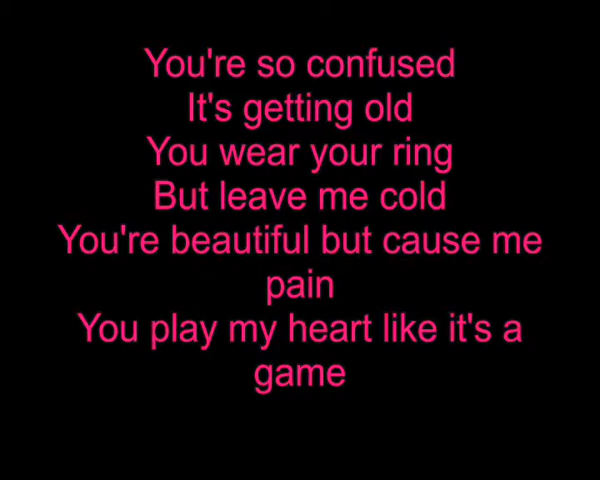 You're so confused
It's getting old
You wear your ring
But leave me cold
You're beautiful but cause me
pain
You play my heart like it's a
game